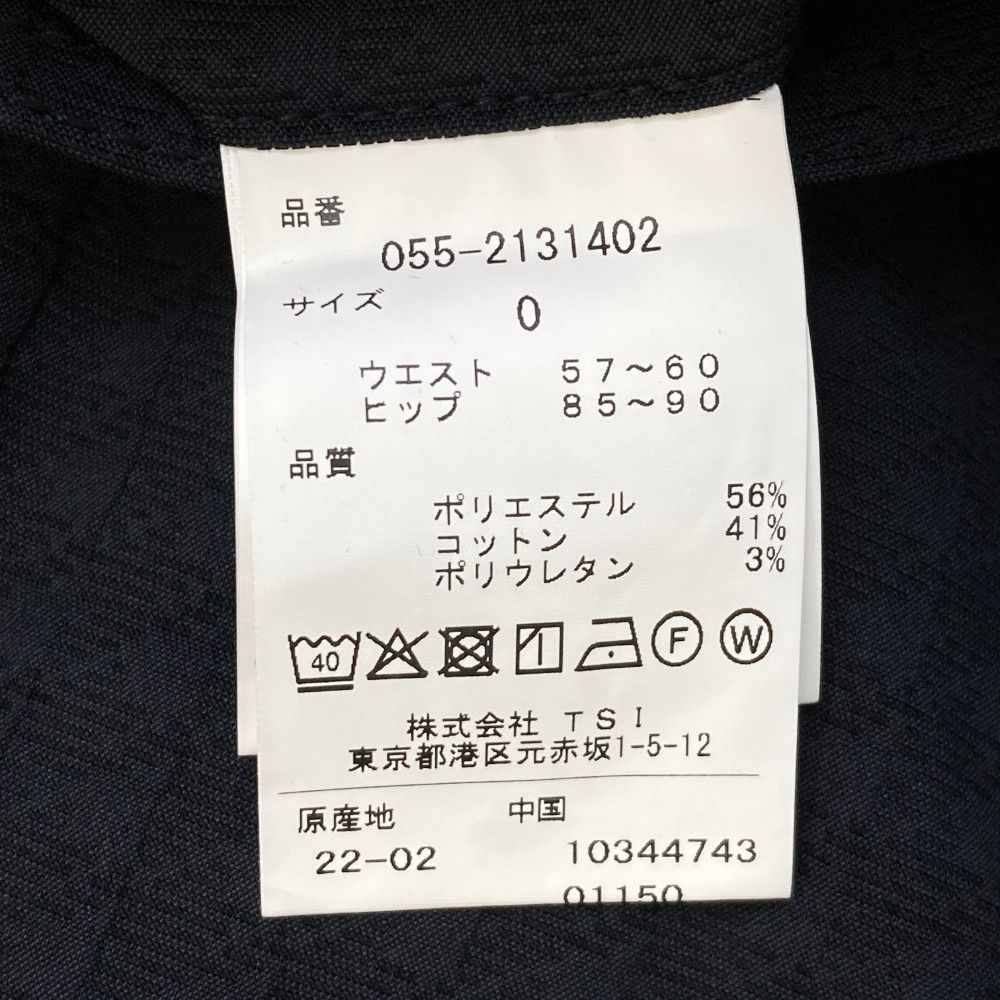 品番
055-2131402
サイズ 0
ウエスト 57～60
ヒップ 85～90
品質
ポリエステル 56%
コットン 41%
ポリウレタン 3%
40 F W
株式会社 TSI
東京都港区元赤坂1-5-12
原産地 中国
22-02 10344743
01150